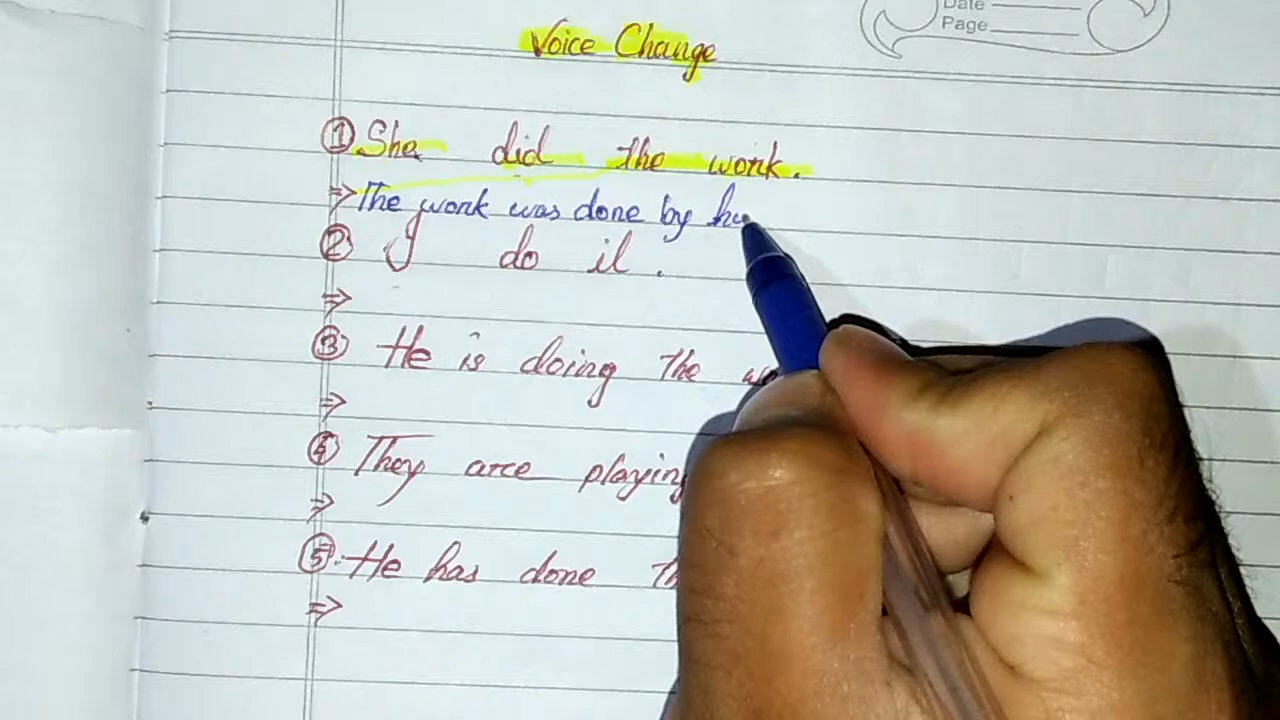 Date
Page
Voice Change
① She did the work.
⇒ The work was done by
② I do it.
⇒
③ He is doing the
⇒
④ They are playing
⇒
⑤. He has done
⇒